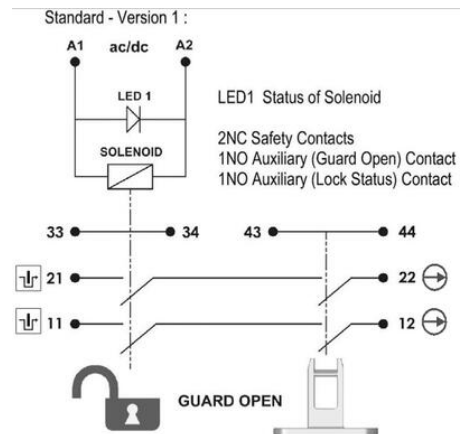 Standard - Version 1 :
A1 ac/dc A2
LED 1
LED1 Status of Solenoid
SOLENOID
2NC Safety Contacts
1NO Auxiliary (Guard Open) Contact
1NO Auxiliary (Lock Status) Contact
33 34 43 44
21 22
11 12
GUARD OPEN